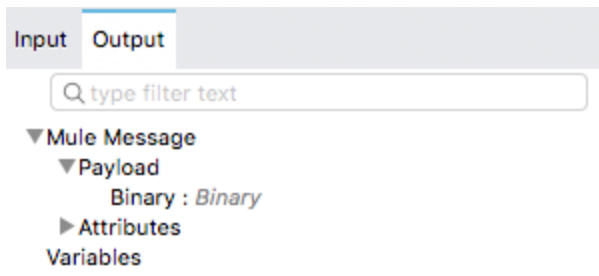 Input Output
type filter text
Mule Message
Payload
Binary : Binary
Attributes
Variables